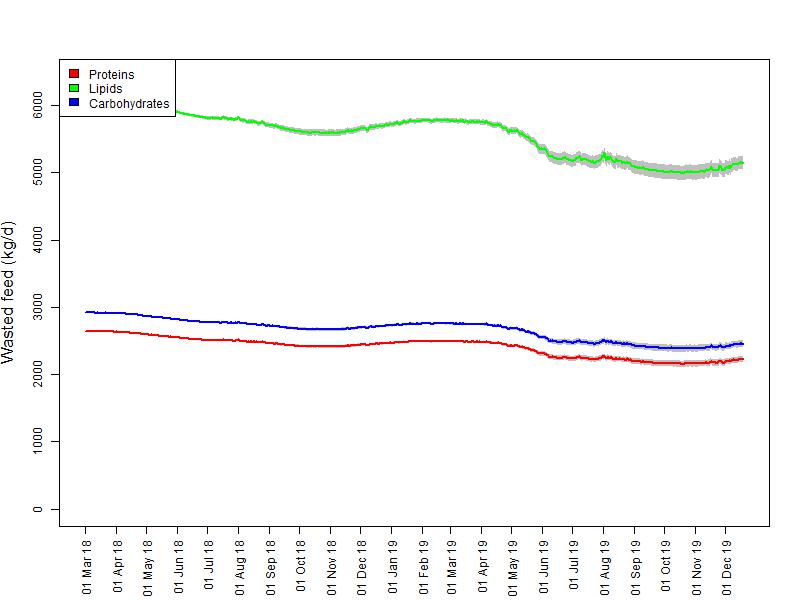 Proteins
Lipids
Carbohydrates
Wasted feed (kg/d)
6000
5000
4000
3000
2000
1000
0
01 Mar 18
01 Apr 18
01 May 18
01 Jun 18
01 Jul 18
01 Aug 18
01 Sep 18
01 Oct 18
01 Nov 18
01 Dec 18
01 Jan 19
01 Feb 19
01 Mar 19
01 Apr 19
01 May 19
01 Jun 19
01 Jul 19
01 Aug 19
01 Sep 19
01 Oct 19
01 Nov 19
01 Dec 19